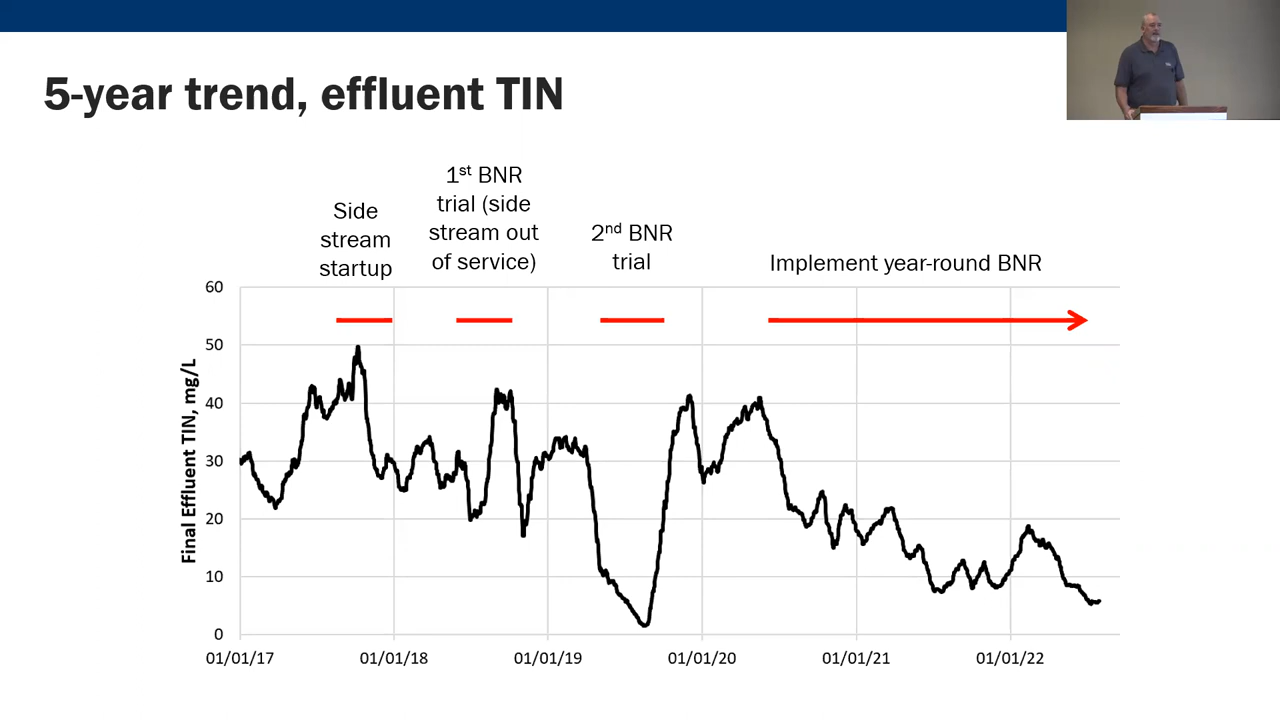 5-year trend, effluent TIN
Side
stream
startup
1st BNR
trial (side
stream out
of service)
2nd BNR
trial
Implement year-round BNR
Final Effluent TIN, mg/L
60
50
40
30
20
10
0
01/01/17
01/01/18
01/01/19
01/01/20
01/01/21
01/01/22